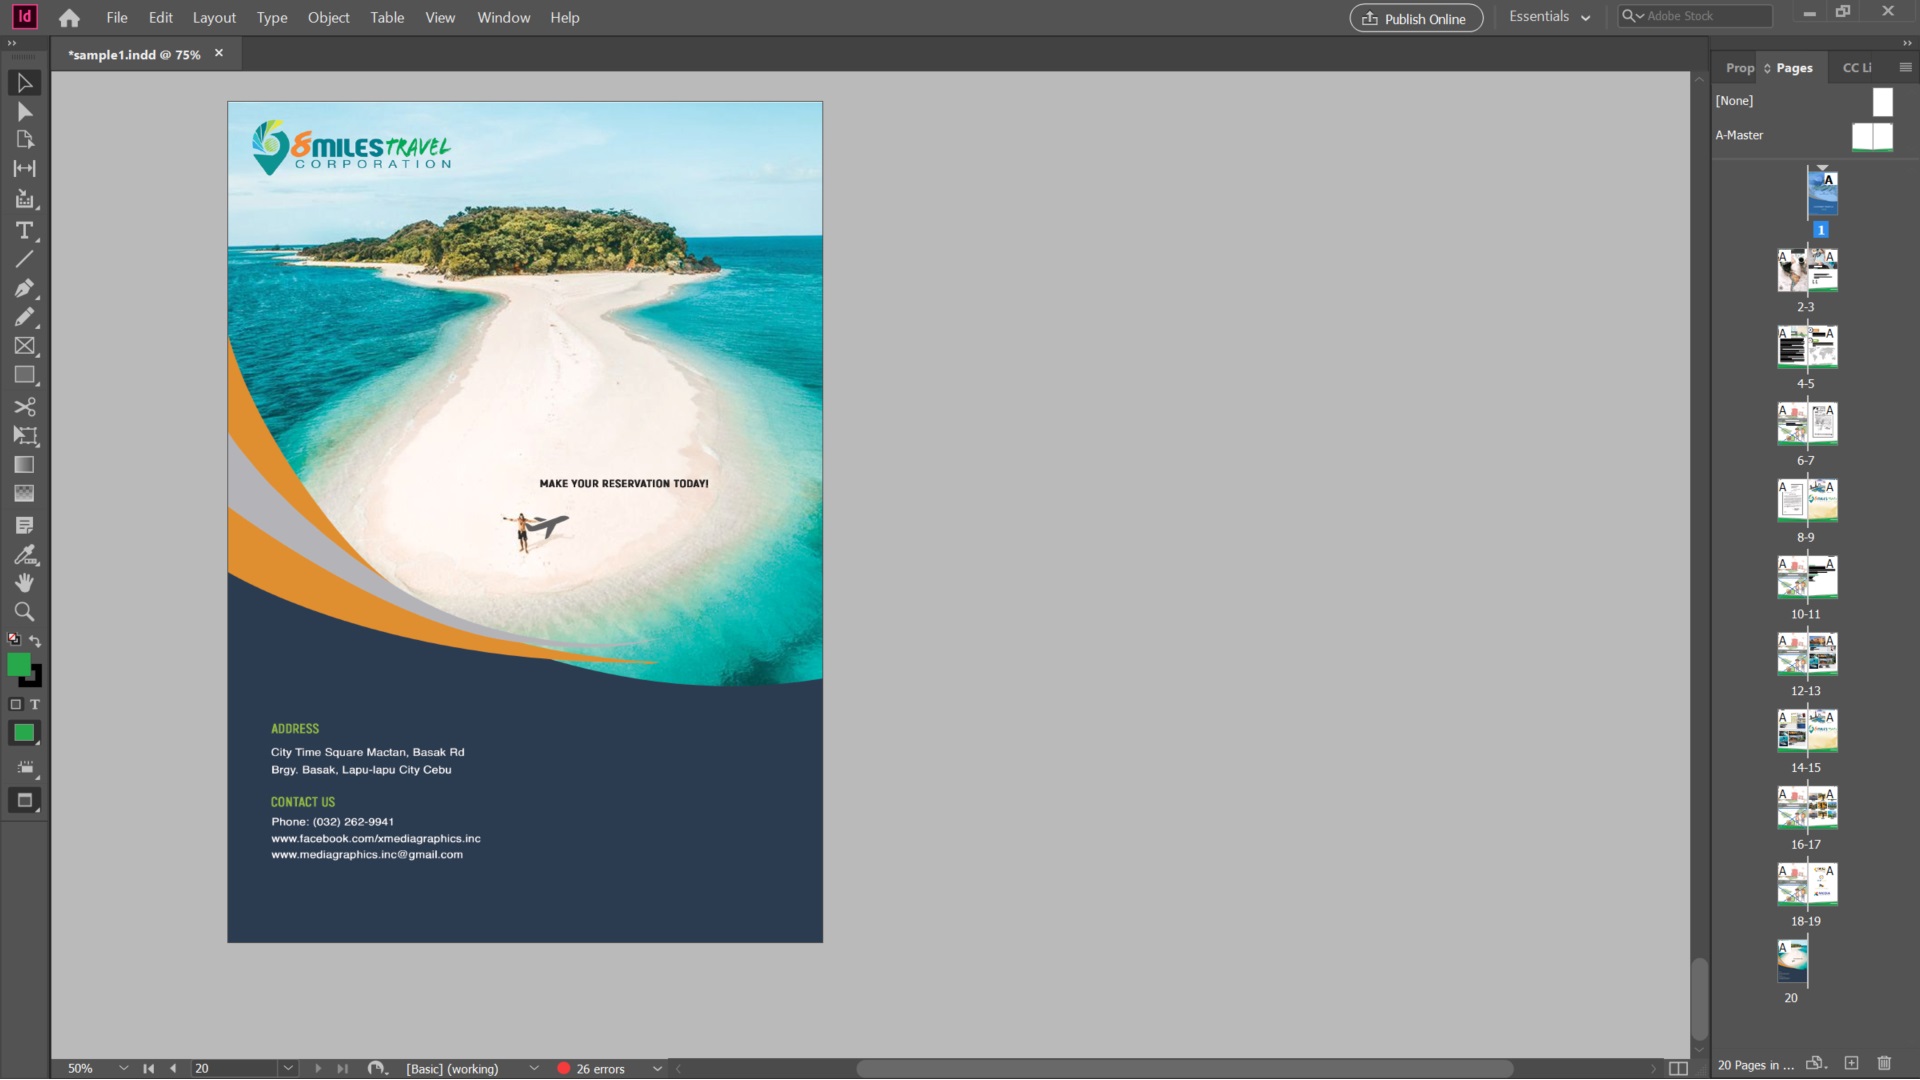 Id
File Edit Layout Type Object Table View Window Help
Publish Online
Essentials
Adobe Stock
*sample1.indd @ 75% ×
Prop Pages CC Li
[None]
A-Master
8MILES TRAVEL
CORPORATION
MAKE YOUR RESERVATION TODAY!
ADDRESS
City Time Square Mactan, Basak Rd
Brgy. Basak, Lapu-lapu City Cebu
CONTACT US
Phone: (032) 262-9941
www.facebook.com/xmediagraphics.inc
www.mediagraphics.inc@gmail.com
A
1
A A
2-3
A A
4-5
A A
6-7
A A
8-9
A A
10-11
A A
12-13
A A
14-15
A A
16-17
A A
18-19
A
20
50% 20 [Basic] (working) 26 errors
20 Pages in ...